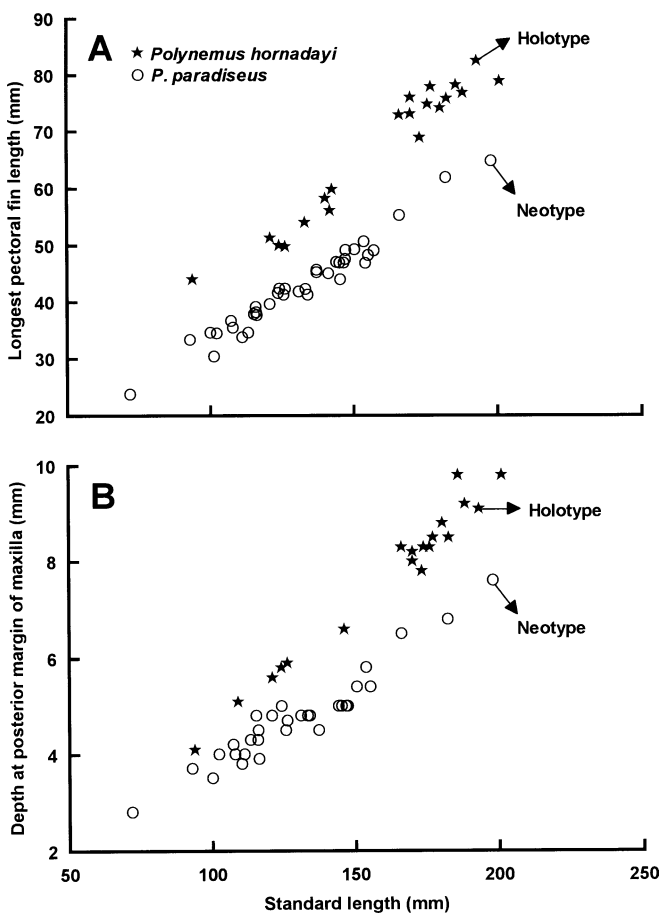 90
A
★ Polynemus hornadayi
○ P. paradiseus
Holotype
80
70
60
Neotype
50
40
30
20
Longest pectoral fin length (mm)
10
B
Holotype
8
Neotype
6
4
2
Depth at posterior margin of maxilla (mm)
50 100 150 200 250
Standard length (mm)